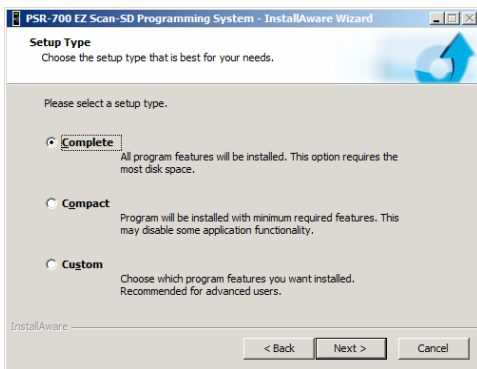 PSR-700 EZ Scan-SD Programming System - InstallAware Wizard
Setup Type
Choose the setup type that is best for your needs.
Please select a setup type.
Complete
All program features will be installed. This option requires the
most disk space.
Compact
Program will be installed with minimum required features. This
may disable some application functionality.
Custom
Choose which program features you want installed.
Recommended for advanced users.
InstallAware
< Back Next > Cancel